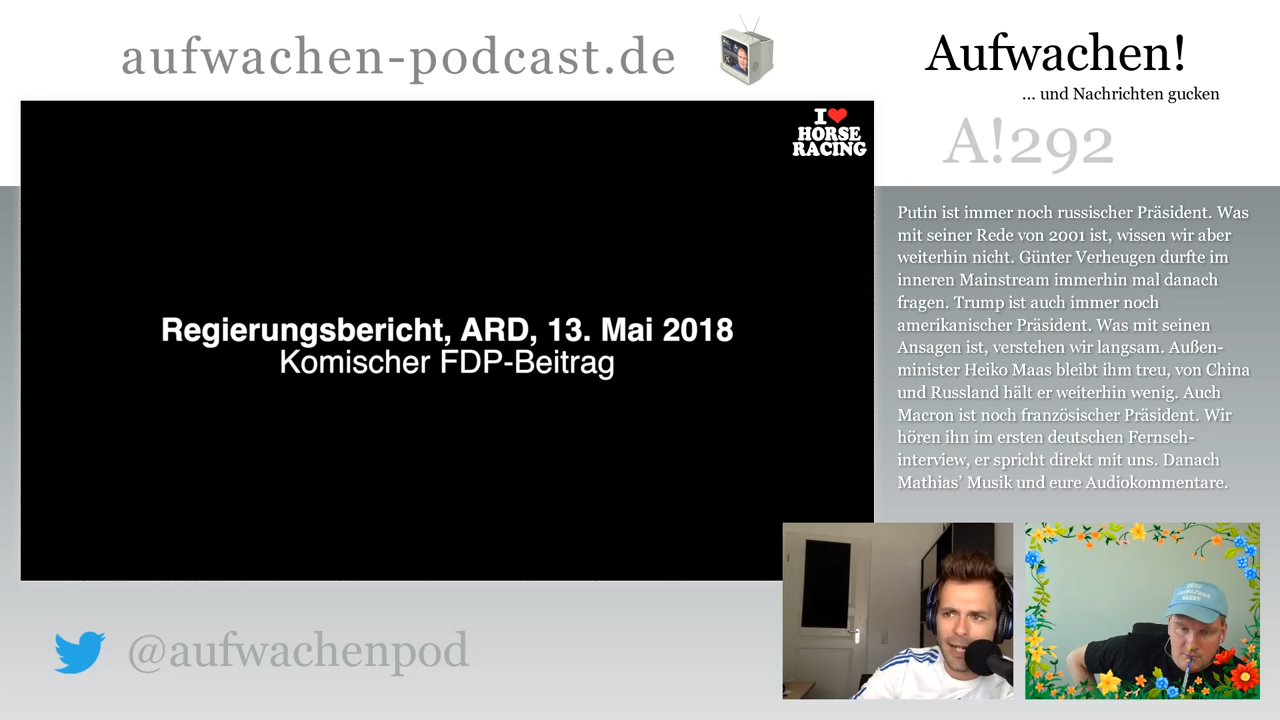 aufwachen-podcast.de
Aufwachen!
... und Nachrichten gucken
A!292
I
HORSE
RACING
Regierungsbericht, ARD, 13. Mai 2018
Komischer FDP-Beitrag
Putin ist immer noch russischer Präsident. Was
mit seiner Rede von 2001 ist, wissen wir aber
weiterhin nicht. Günter Verheugen durfte im
inneren Mainstream immerhin mal danach
fragen. Trump ist auch immer noch
amerikanischer Präsident. Was mit seinen
Ansagen ist, verstehen wir langsam. Außen-
minister Heiko Maas bleibt ihm treu, von China
und Russland hält er weiterhin wenig. Auch
Macron ist noch französischer Präsident. Wir
hören ihn im ersten deutschen Fernseh-
interview, er spricht direkt mit uns. Danach
Mathias’ Musik und eure Audiokommentare.
@aufwachenpod